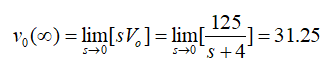 v₀(∞) = lim_{s→0}[sVₒ] = lim_{s→0}[125/(s+4)] = 31.25